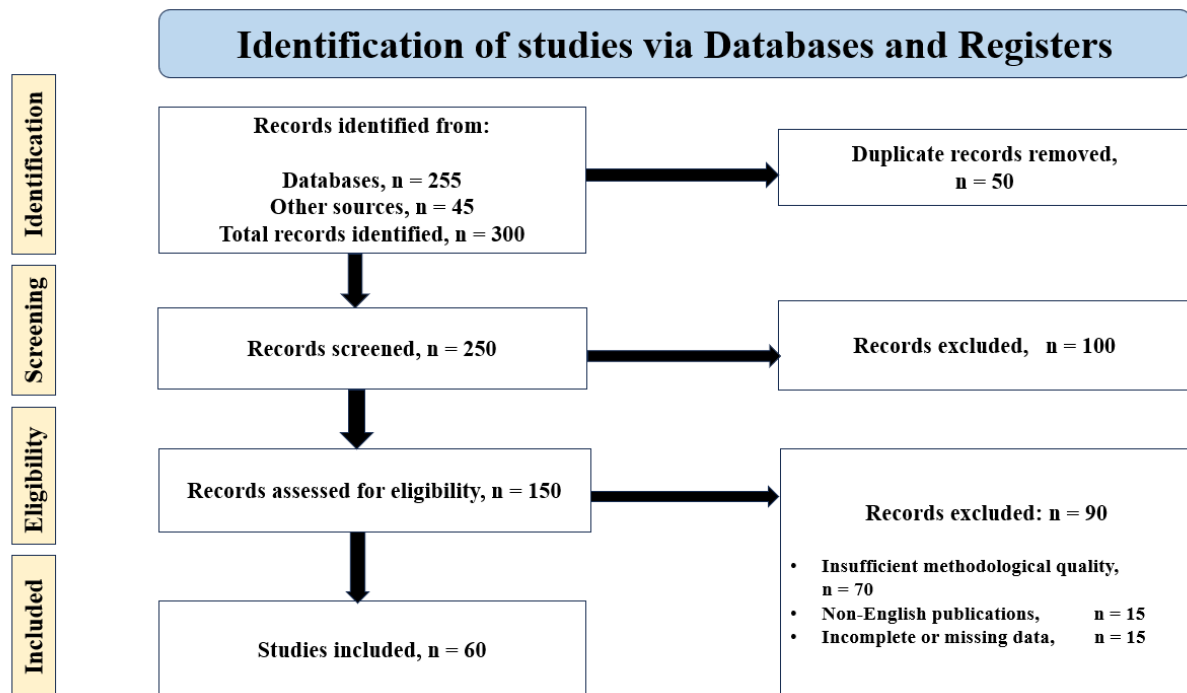 Identification of studies via Databases and Registers
Identification
Records identified from:
Databases, n = 255
Other sources, n = 45
Total records identified, n = 300
Duplicate records removed,
n = 50
Screening
Records screened, n = 250
Records excluded, n = 100
Eligibility
Records assessed for eligibility, n = 150
Records excluded: n = 90
• Insufficient methodological quality,
n = 70
• Non-English publications, n = 15
• Incomplete or missing data, n = 15
Included
Studies included, n = 60